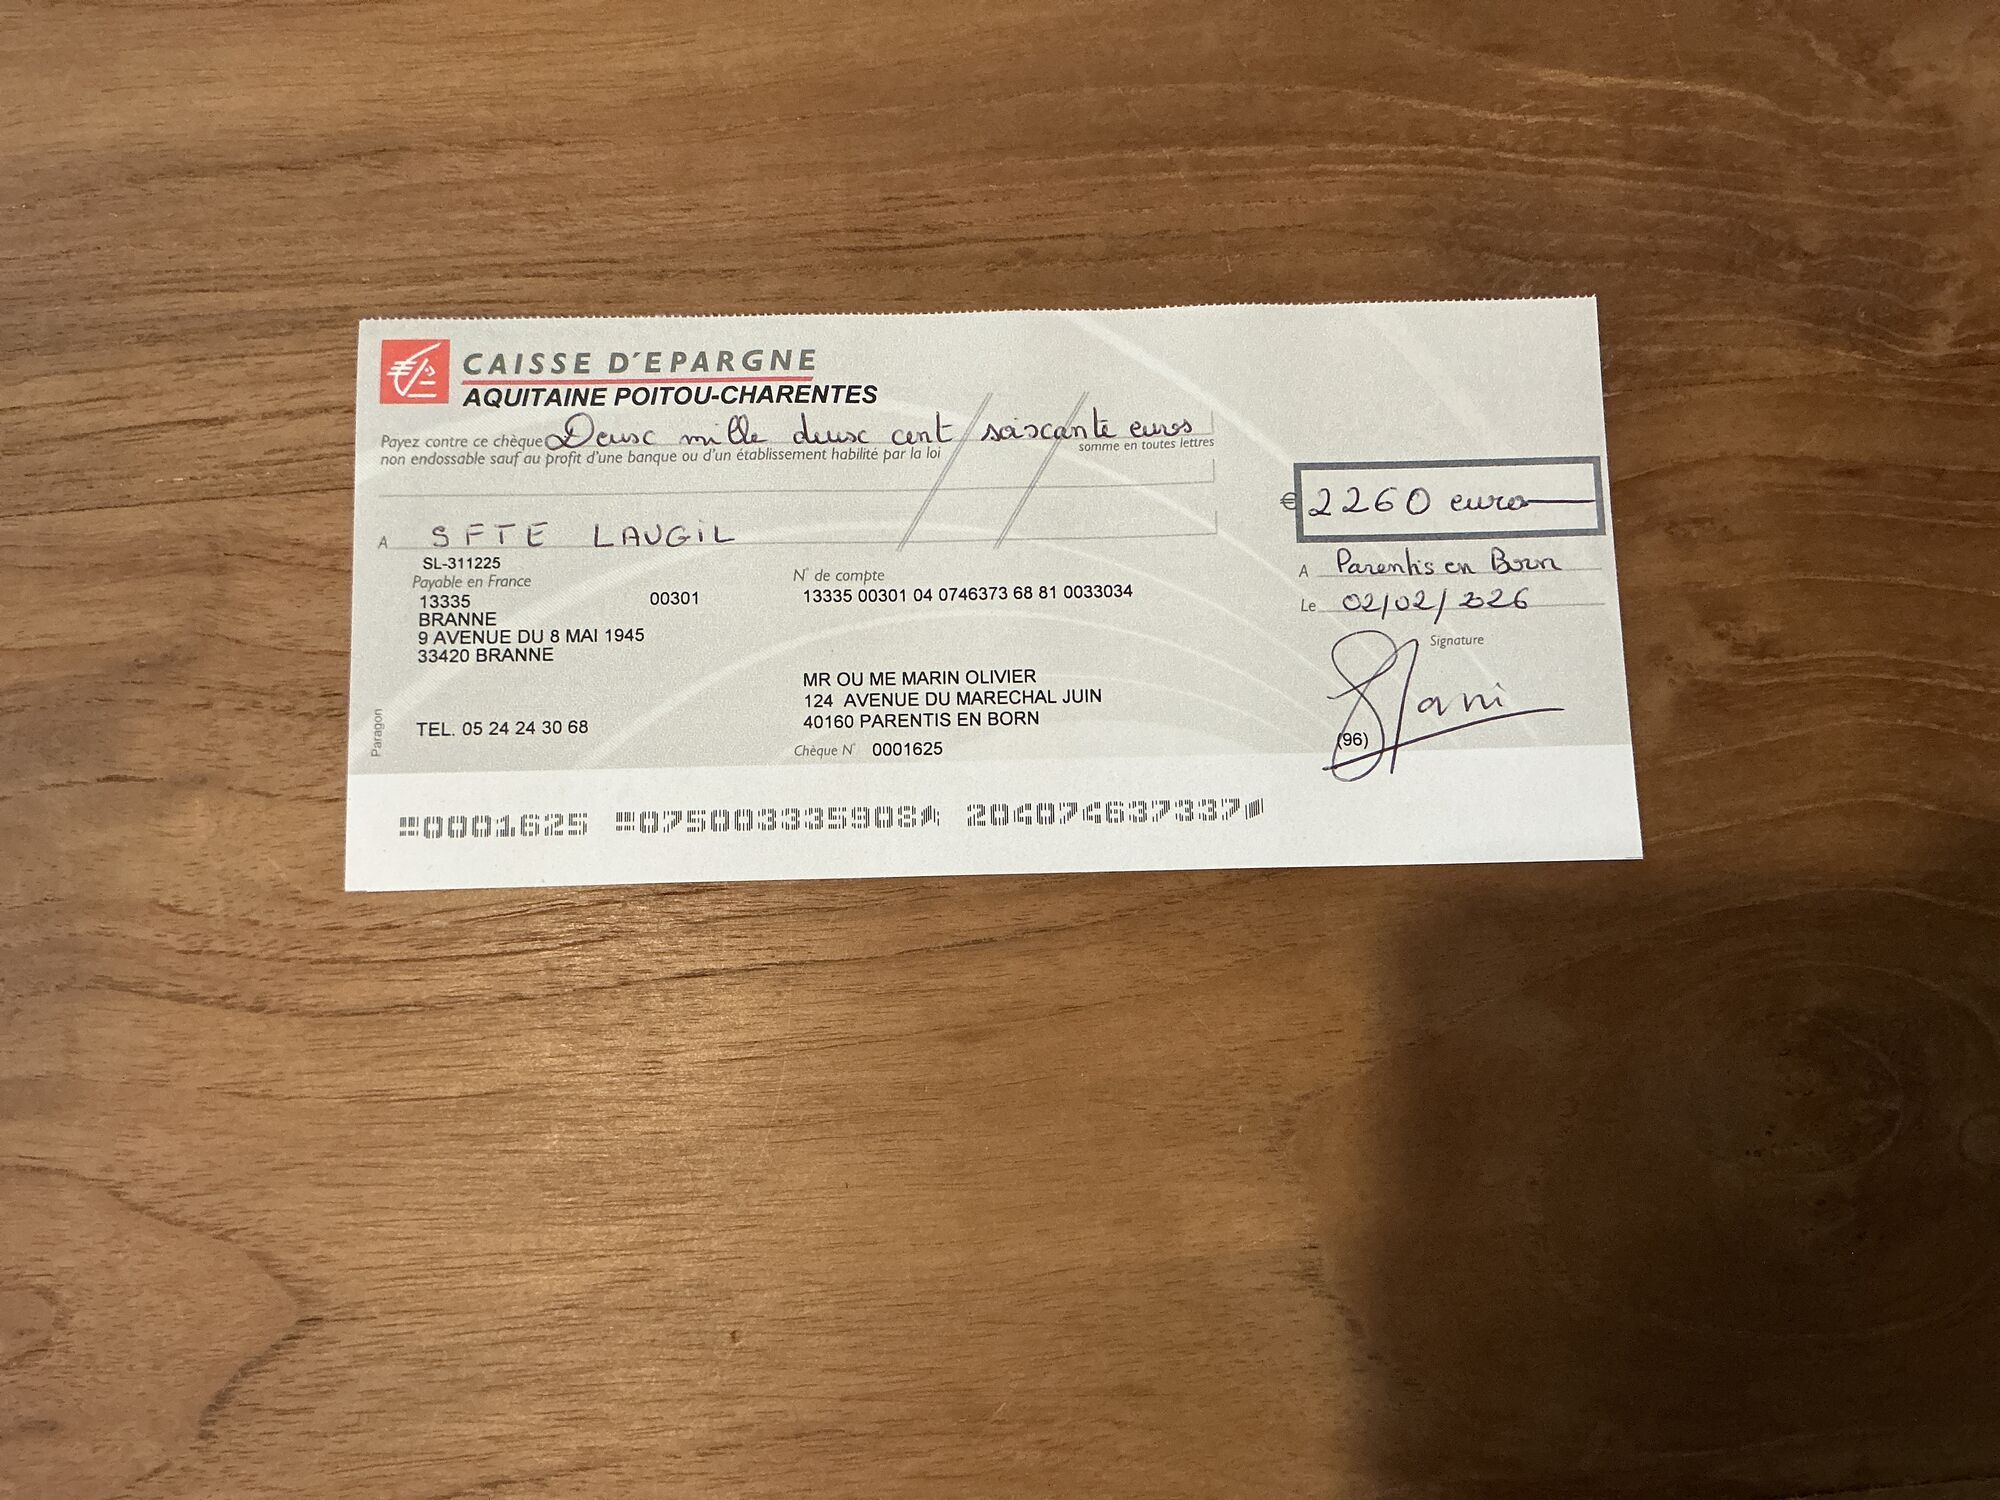 CAISSE D'EPARGNE
AQUITAINE POITOU-CHARENTES
Payez contre ce chèque Deux mille deux cent soixante euros
non endossable sauf au profit d'une banque ou d'un établissement habilité par la loi
somme en toutes lettres
€ 2260 euros
A SFTE LAUGIL
A Parentis en Born
Le 02/02/2026
Signature
SL-311225
Payable en France
13335 00301
BRANNE
9 AVENUE DU 8 MAI 1945
33420 BRANNE
TEL. 05 24 24 30 68
N° de compte
13335 00301 04 0746373 68 81 0033034
MR OU ME MARIN OLIVIER
124 AVENUE DU MARECHAL JUIN
40160 PARENTIS EN BORN
Chèque N° 0001625
(96)
Paragon
0001625 075003335908 204074637337